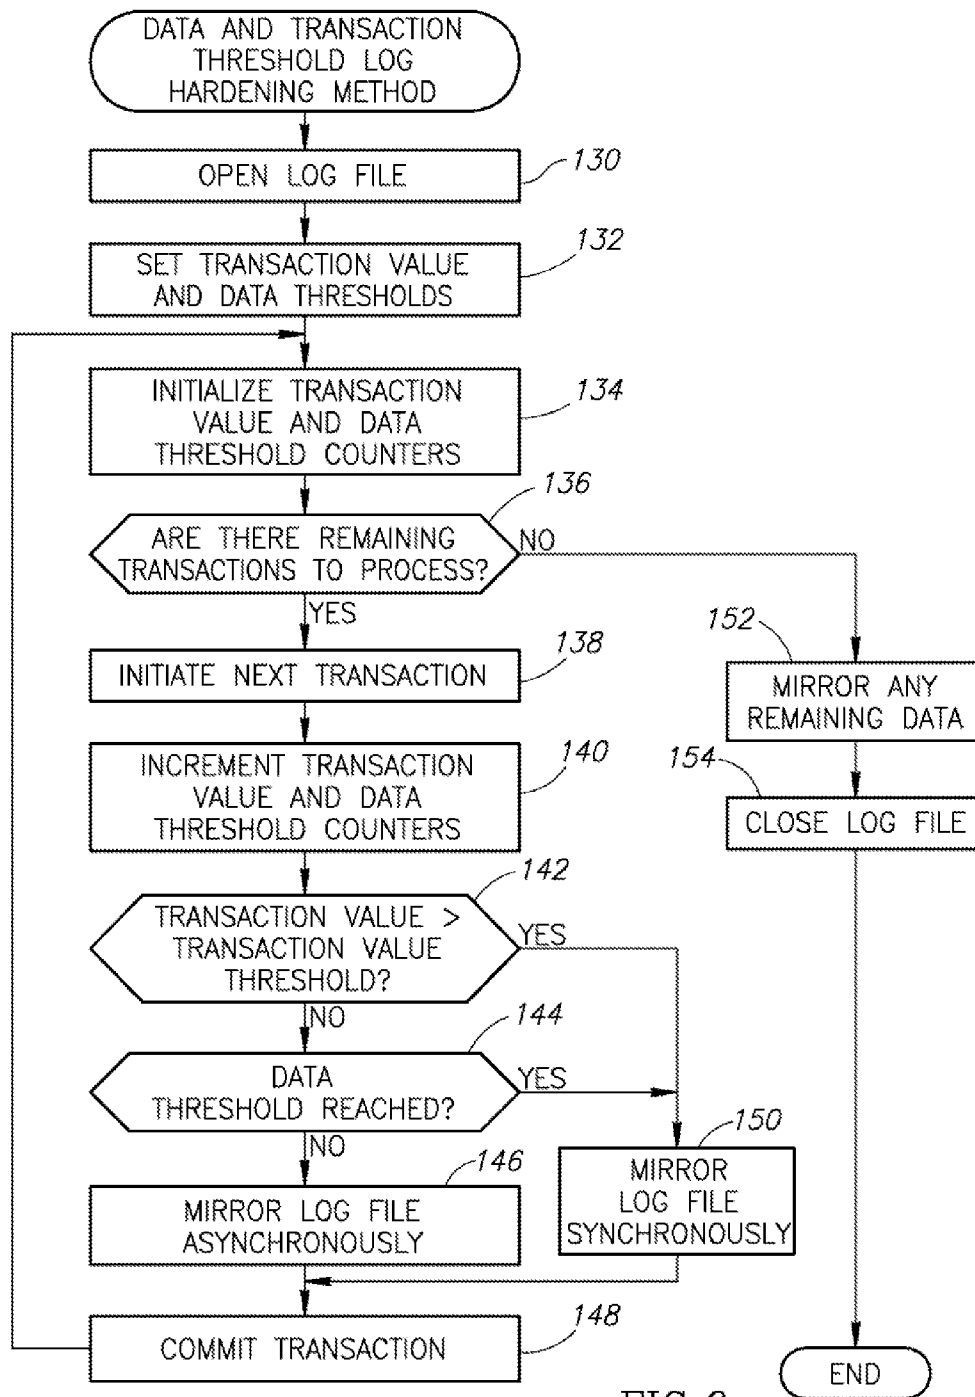 DATA AND TRANSACTION
THRESHOLD LOG
HARDENING METHOD
OPEN LOG FILE
130
SET TRANSACTION VALUE
AND DATA THRESHOLDS
132
INITIALIZE TRANSACTION
VALUE AND DATA
THRESHOLD COUNTERS
134
ARE THERE REMAINING
TRANSACTIONS TO PROCESS?
136
NO
YES
INITIATE NEXT TRANSACTION
138
152
MIRROR ANY
REMAINING DATA
INCREMENT TRANSACTION
VALUE AND DATA
THRESHOLD COUNTERS
140
154
CLOSE LOG FILE
TRANSACTION VALUE >
TRANSACTION VALUE
THRESHOLD?
142
YES
NO
DATA
THRESHOLD REACHED?
144
YES
NO
MIRROR LOG FILE
ASYNCHRONOUSLY
146
150
MIRROR
LOG FILE
SYNCHRONOUSLY
COMMIT TRANSACTION
148
END